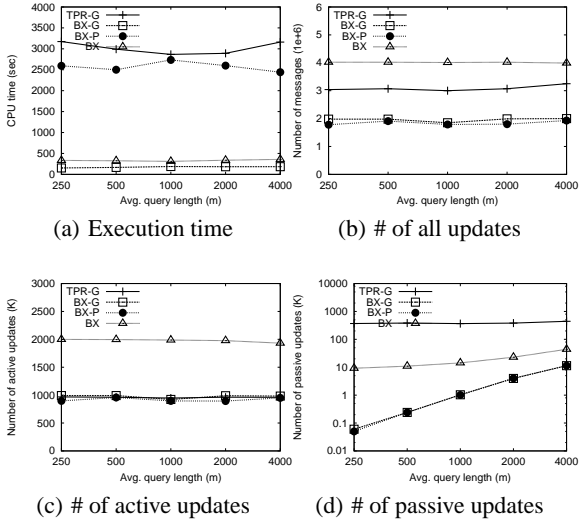 TPR-G
BX-G
BX-P
BX
4000
3500
3000
2500
2000
1500
1000
500
0
CPU time (sec)
250 500 1000 2000 4000
Avg. query length (m)
(a) Execution time
TPR-G
BX-G
BX-P
BX
6
5
4
3
2
1
0
Number of messages (1e+6)
250 500 1000 2000 4000
Avg. query length (m)
(b) # of all updates
TPR-G
BX-G
BX-P
BX
3000
2500
2000
1500
1000
500
0
Number of active updates (K)
250 500 1000 2000 4000
Avg. query length (m)
(c) # of active updates
TPR-G
BX-G
BX-P
BX
10000
1000
100
10
1
0.1
0.01
Number of passive updates (K)
250 500 1000 2000 4000
Avg. query length (m)
(d) # of passive updates